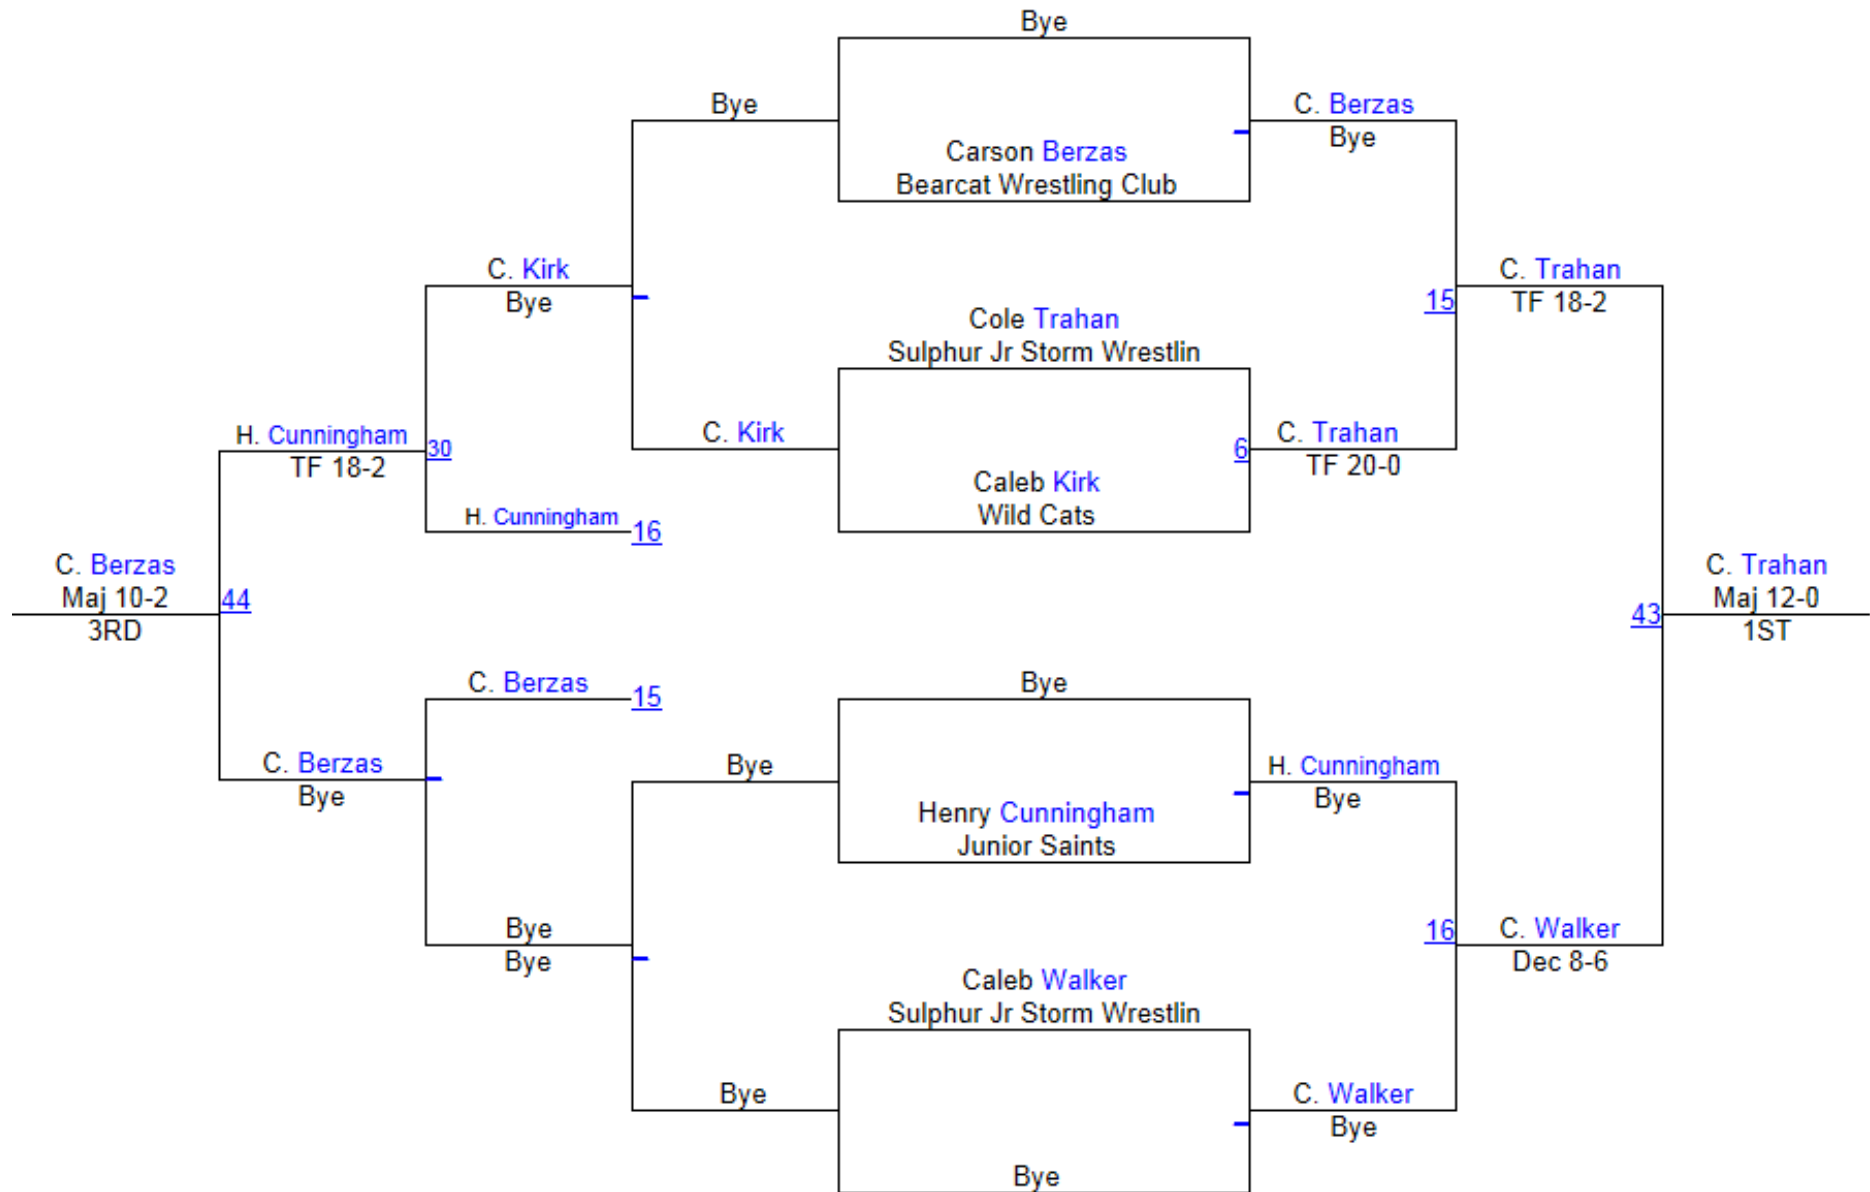 Bye
Bye
C. Berzas
Bye
Carson Berzas
Bearcat Wrestling Club
C. Kirk
Bye
C. Trahan
TF 18-2
15
Cole Trahan
Sulphur Jr Storm Wrestlin
H. Cunningham
TF 18-2
30
C. Kirk
6
C. Trahan
TF 20-0
Caleb Kirk
Wild Cats
H. Cunningham
16
C. Berzas
Maj 10-2
3RD
44
43
C. Trahan
Maj 12-0
1ST
C. Berzas
15
Bye
C. Berzas
Bye
Bye
H. Cunningham
Bye
Henry Cunningham
Junior Saints
Bye
Bye
16
C. Walker
Dec 8-6
Caleb Walker
Sulphur Jr Storm Wrestlin
Bye
C. Walker
Bye
Bye